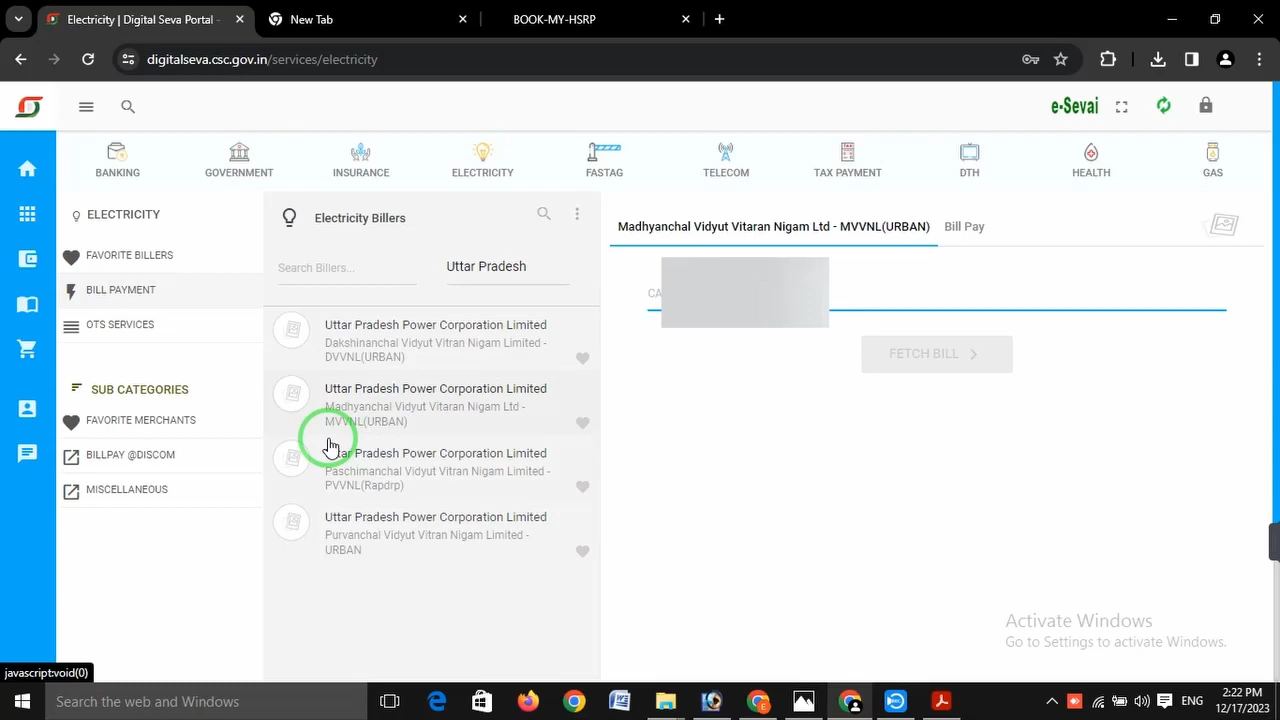 Electricity | Digital Seva Portal -
New Tab
BOOK-MY-HSRP
digitalseva.csc.gov.in/services/electricity
e-Sevai
BANKING
GOVERNMENT
INSURANCE
ELECTRICITY
FASTAG
TELECOM
TAX PAYMENT
DTH
HEALTH
GAS
ELECTRICITY
FAVORITE BILLERS
BILL PAYMENT
OTS SERVICES
SUB CATEGORIES
FAVORITE MERCHANTS
BILLPAY @DISCOM
MISCELLANEOUS
Electricity Billers
Search Billers...
Uttar Pradesh
Uttar Pradesh Power Corporation Limited
Dakshinanchal Vidyut Vitran Nigam Limited -
DVVNL(URBAN)
Uttar Pradesh Power Corporation Limited
Madhyanchal Vidyut Vitaran Nigam Ltd -
MVVNL(URBAN)
Uttar Pradesh Power Corporation Limited
Paschimanchal Vidyut Vitran Nigam Limited -
PVVNL(Rapdrp)
Uttar Pradesh Power Corporation Limited
Purvanchal Vidyut Vitran Nigam Limited -
URBAN
Madhyanchal Vidyut Vitaran Nigam Ltd - MVVNL(URBAN)
Bill Pay
FETCH BILL
Activate Windows
Go to Settings to activate Windows.
javascript:void(0)
Search the web and Windows
ENG
2:22 PM
12/17/2023